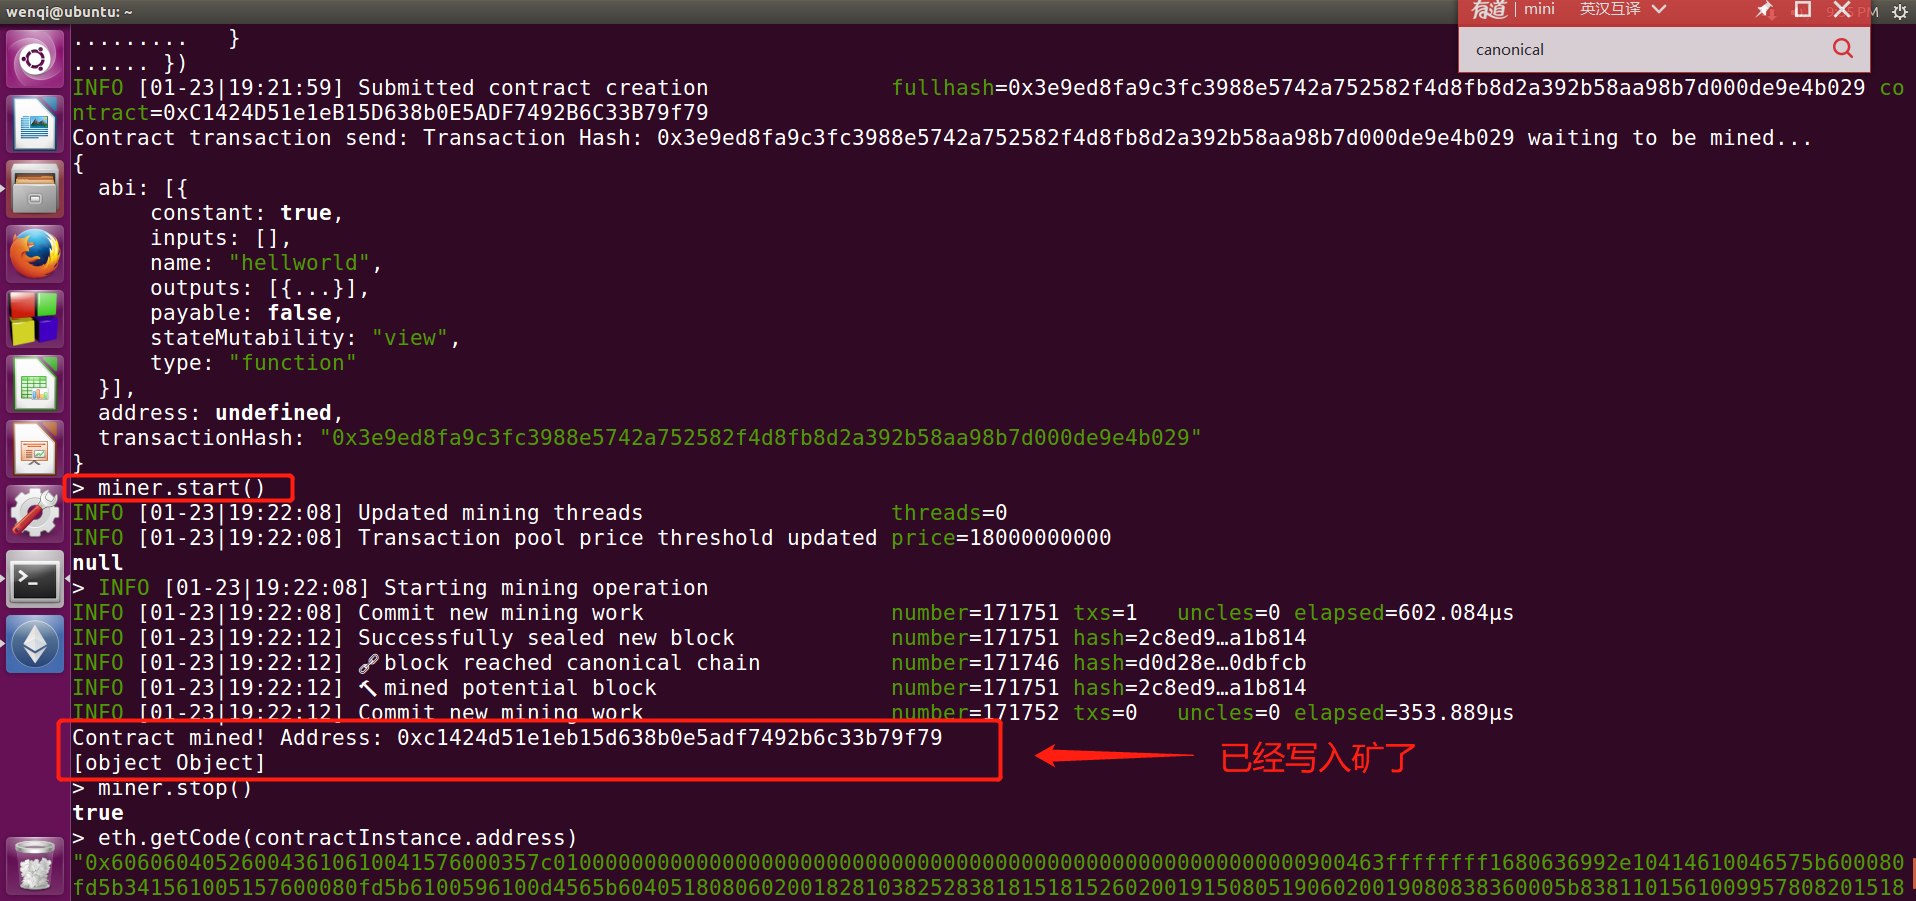 wenqi@ubuntu: ~
有道 | mini 英汉互译
canonical
......... }
...... })
INFO [01-23|19:21:59] Submitted contract creation fullhash=0x3e9ed8fa9c3fc3988e5742a752582f4d8fb8d2a392b58aa98b7d000de9e4b029 co
ntract=0xC1424D51e1eB15D638b0E5ADF7492B6C33B79f79
Contract transaction send: Transaction Hash: 0x3e9ed8fa9c3fc3988e5742a752582f4d8fb8d2a392b58aa98b7d000de9e4b029 waiting to be mined...
{
  abi: [{
      constant: true,
      inputs: [],
      name: "hellworld",
      outputs: [{...}],
      payable: false,
      stateMutability: "view",
      type: "function"
  }],
  address: undefined,
  transactionHash: "0x3e9ed8fa9c3fc3988e5742a752582f4d8fb8d2a392b58aa98b7d000de9e4b029"
}
> miner.start()
INFO [01-23|19:22:08] Updated mining threads threads=0
INFO [01-23|19:22:08] Transaction pool price threshold updated price=18000000000
null
> INFO [01-23|19:22:08] Starting mining operation
INFO [01-23|19:22:08] Commit new mining work number=171751 txs=1 uncles=0 elapsed=602.084µs
INFO [01-23|19:22:12] Successfully sealed new block number=171751 hash=2c8ed9…a1b814
INFO [01-23|19:22:12] 🔗block reached canonical chain number=171746 hash=d0d28e…0dbfcb
INFO [01-23|19:22:12] 🔨mined potential block number=171751 hash=2c8ed9…a1b814
INFO [01-23|19:22:12] Commit new mining work number=171752 txs=0 uncles=0 elapsed=353.889µs
Contract mined! Address: 0xc1424d51e1eb15d638b0e5adf7492b6c33b79f79
[object Object]
已经写入矿了
> miner.stop()
true
> eth.getCode(contractInstance.address)